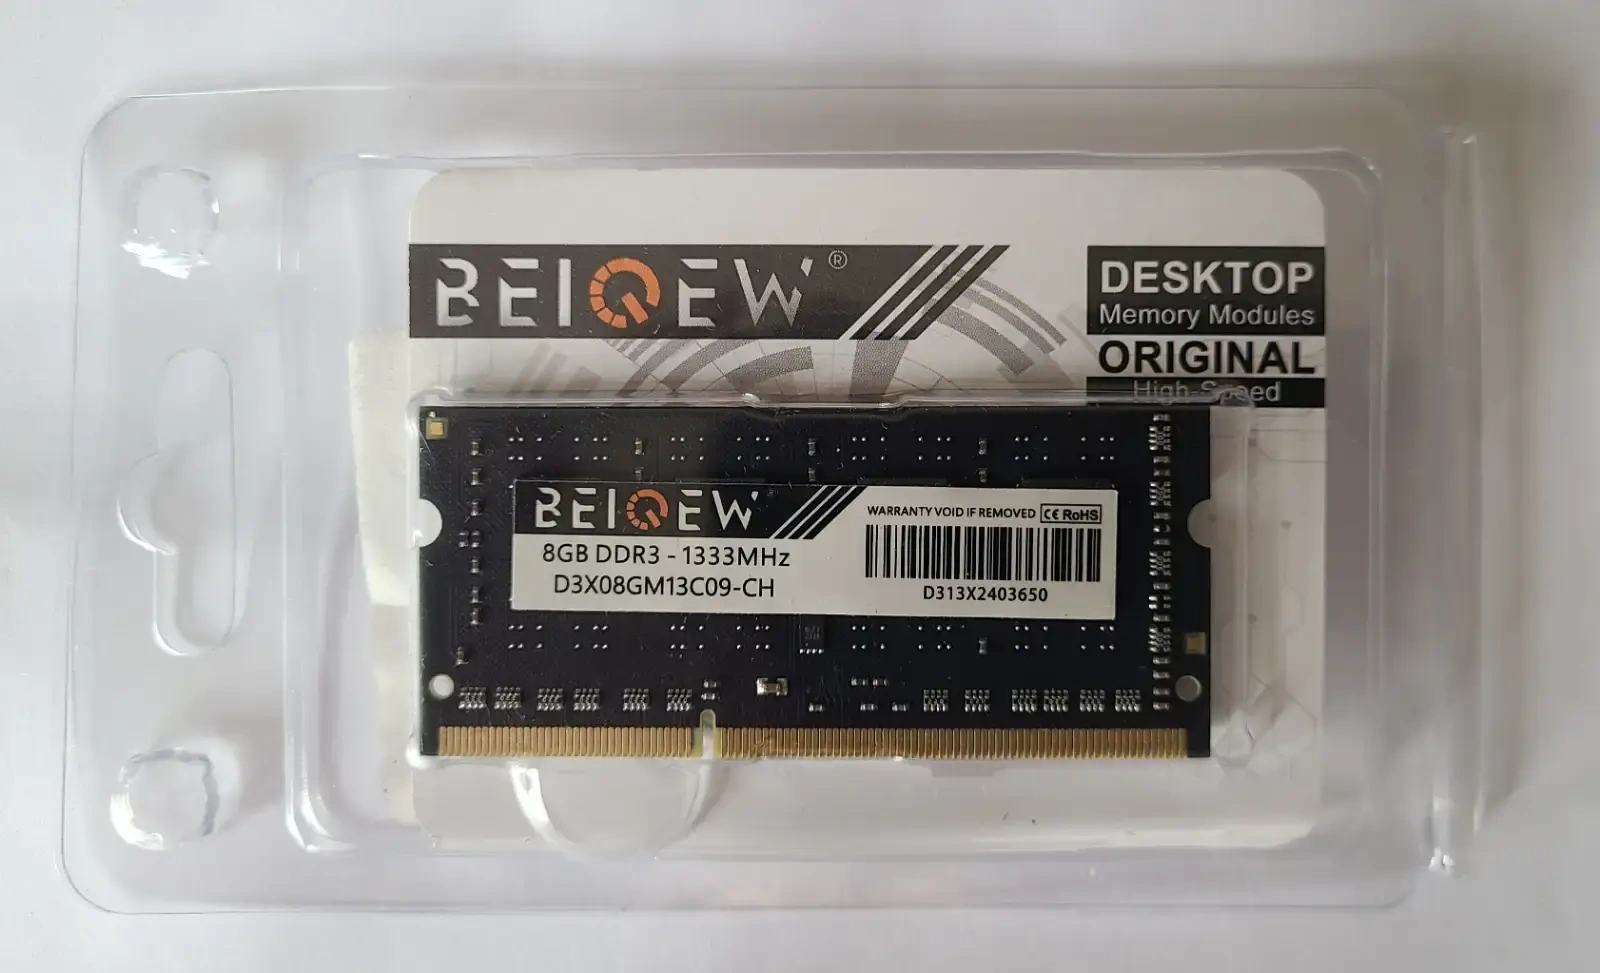 BEIQEW ®
DESKTOP
Memory Modules
ORIGINAL
High-Speed
BEIQEW
WARRANTY VOID IF REMOVED CE RoHS
8GB DDR3 - 1333MHz
D3X08GM13C09-CH
D313X2403650